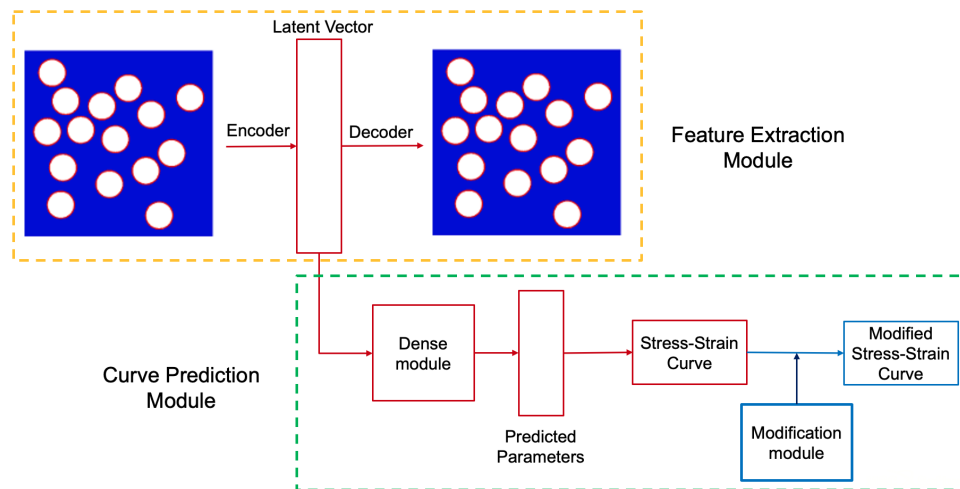 Latent Vector
Encoder
Decoder
Feature Extraction
Module
Curve Prediction
Module
Dense
module
Predicted
Parameters
Stress-Strain
Curve
Modified
Stress-Strain
Curve
Modification
module